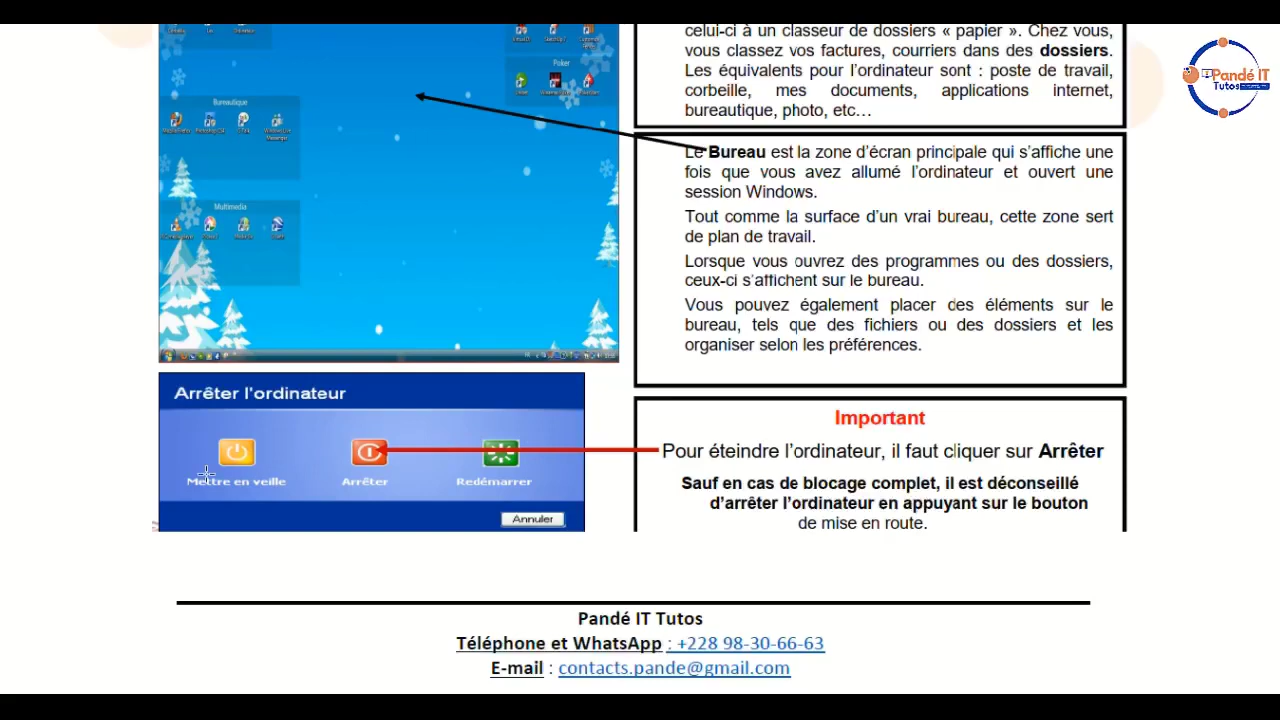 celui-ci à un classeur de dossiers « papier ». Chez vous,
vous classez vos factures, courriers dans des dossiers.
Les équivalents pour l'ordinateur sont : poste de travail,
corbeille, mes documents, applications internet,
bureautique, photo, etc…
Poker
Bureautique
Multimedia
Le Bureau est la zone d'écran principale qui s'affiche une
fois que vous avez allumé l'ordinateur et ouvert une
session Windows.
Tout comme la surface d'un vrai bureau, cette zone sert
de plan de travail.
Lorsque vous ouvrez des programmes ou des dossiers,
ceux-ci s'affichent sur le bureau.
Vous pouvez également placer des éléments sur le
bureau, tels que des fichiers ou des dossiers et les
organiser selon les préférences.
Arrêter l'ordinateur
Mettre en veille
Arrêter
Redémarrer
Annuler
Important
Pour éteindre l'ordinateur, il faut cliquer sur Arrêter
Sauf en cas de blocage complet, il est déconseillé
d'arrêter l'ordinateur en appuyant sur le bouton
de mise en route.
Pandé IT Tutos
Téléphone et WhatsApp : +228 98-30-66-63
E-mail : contacts.pande@gmail.com
Pandé IT
Tutos